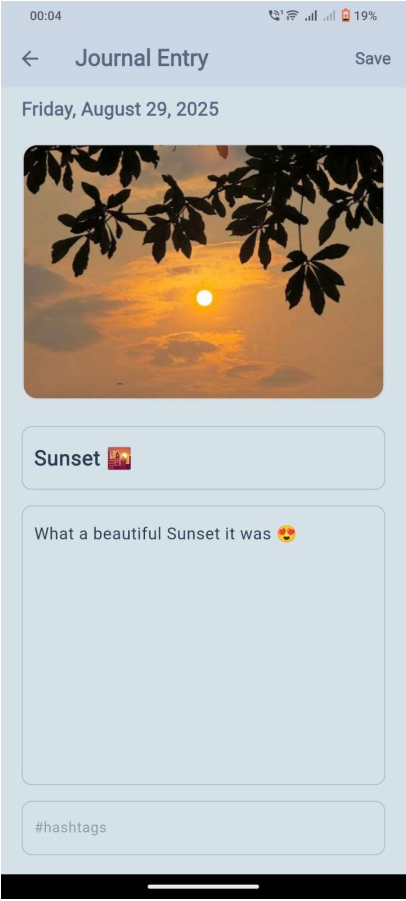 00:04
19%
Journal Entry
Save
Friday, August 29, 2025
Sunset 🌇
What a beautiful Sunset it was 😍
#hashtags